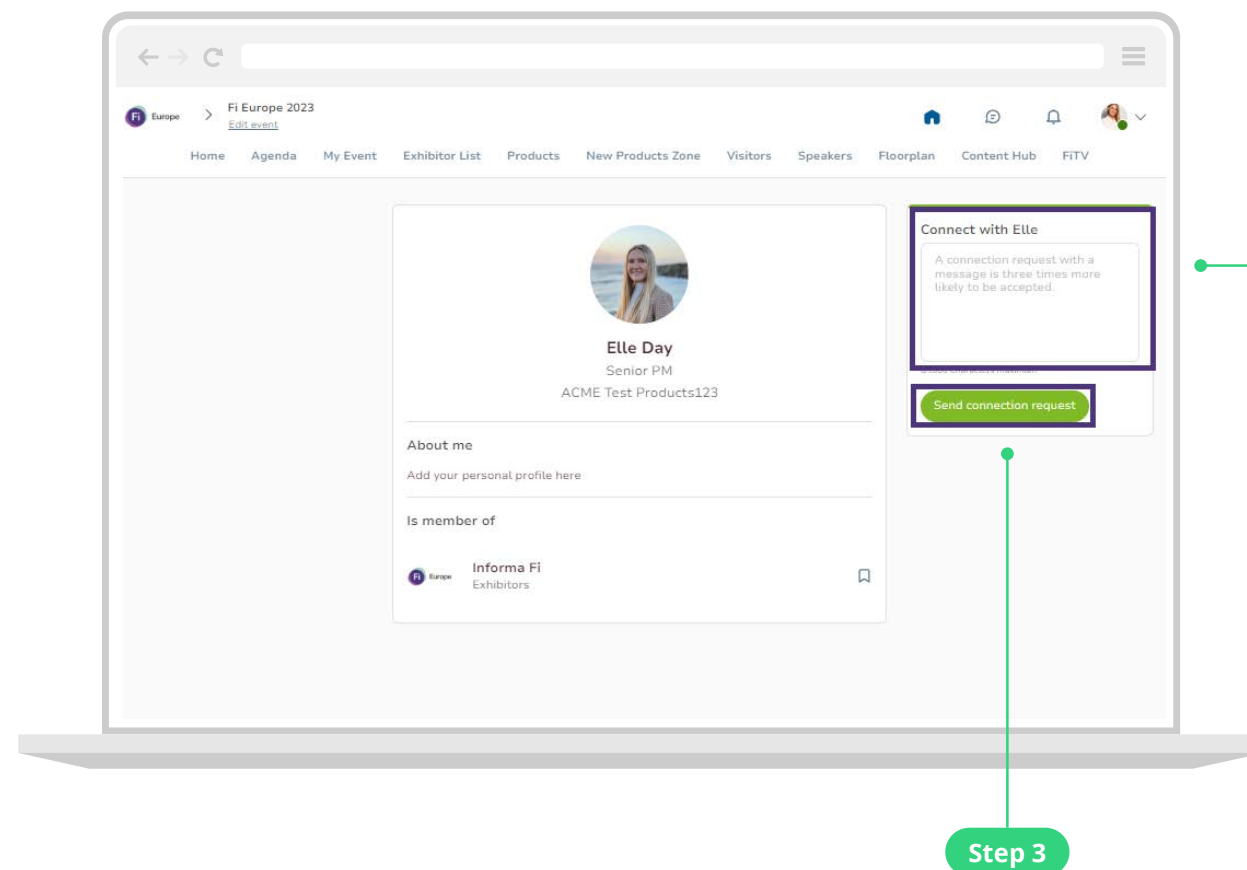 Fi Europe
Fi Europe 2023
Edit event
Home Agenda My Event Exhibitor List Products New Products Zone Visitors Speakers Floorplan Content Hub FiTV
Elle Day
Senior PM
ACME Test Products123
About me
Add your personal profile here
Is member of
Fi Europe
Informa Fi
Exhibitors
Connect with Elle
A connection request with a
message is three times more
likely to be accepted.
Send connection request
Step 3